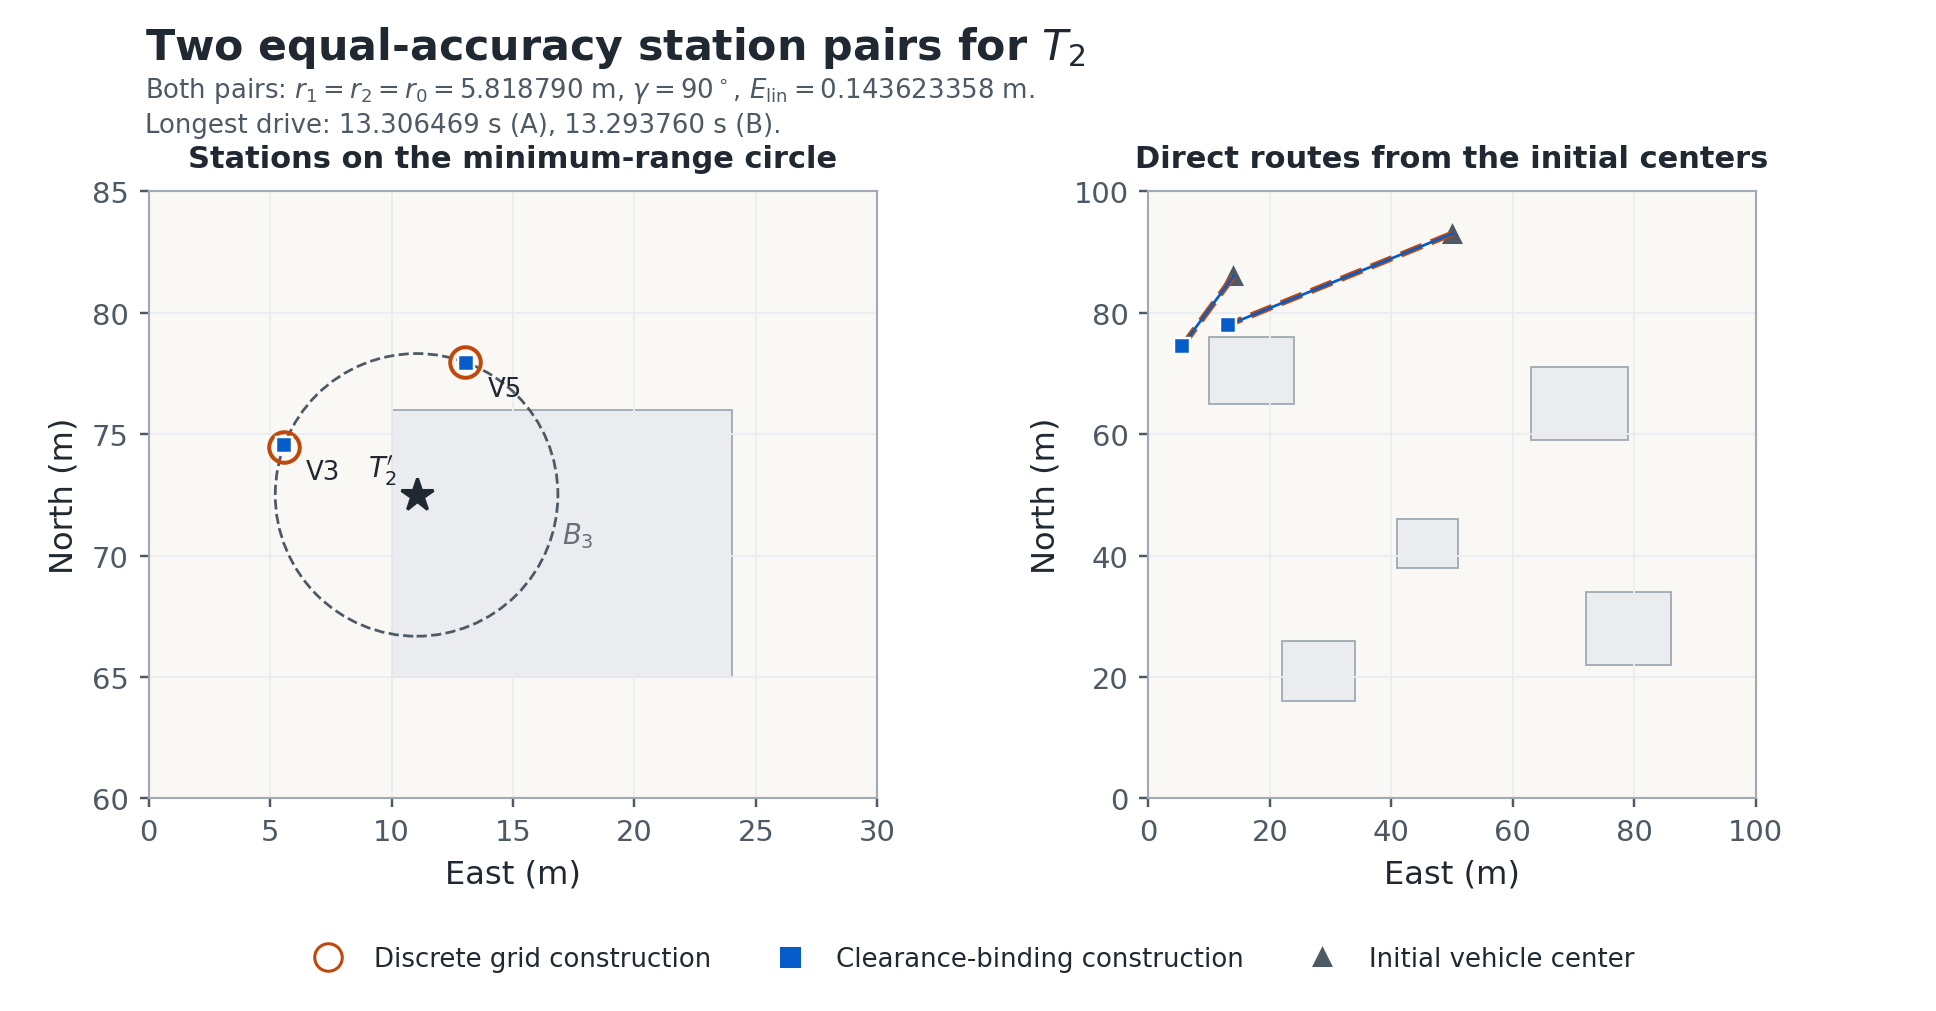 Two equal-accuracy station pairs for T₂
Both pairs: r₁ = r₂ = r₀ = 5.818790 m, γ = 90°, E_lin = 0.143623358 m.
Longest drive: 13.306469 s (A), 13.293760 s (B).
Stations on the minimum-range circle
85
80
75
70
65
60
0 5 10 15 20 25 30
North (m)
East (m)
V5
V3
T′₂
B₃
Direct routes from the initial centers
100
80
60
40
20
0
0 20 40 60 80 100
North (m)
East (m)
Discrete grid construction
Clearance-binding construction
Initial vehicle center